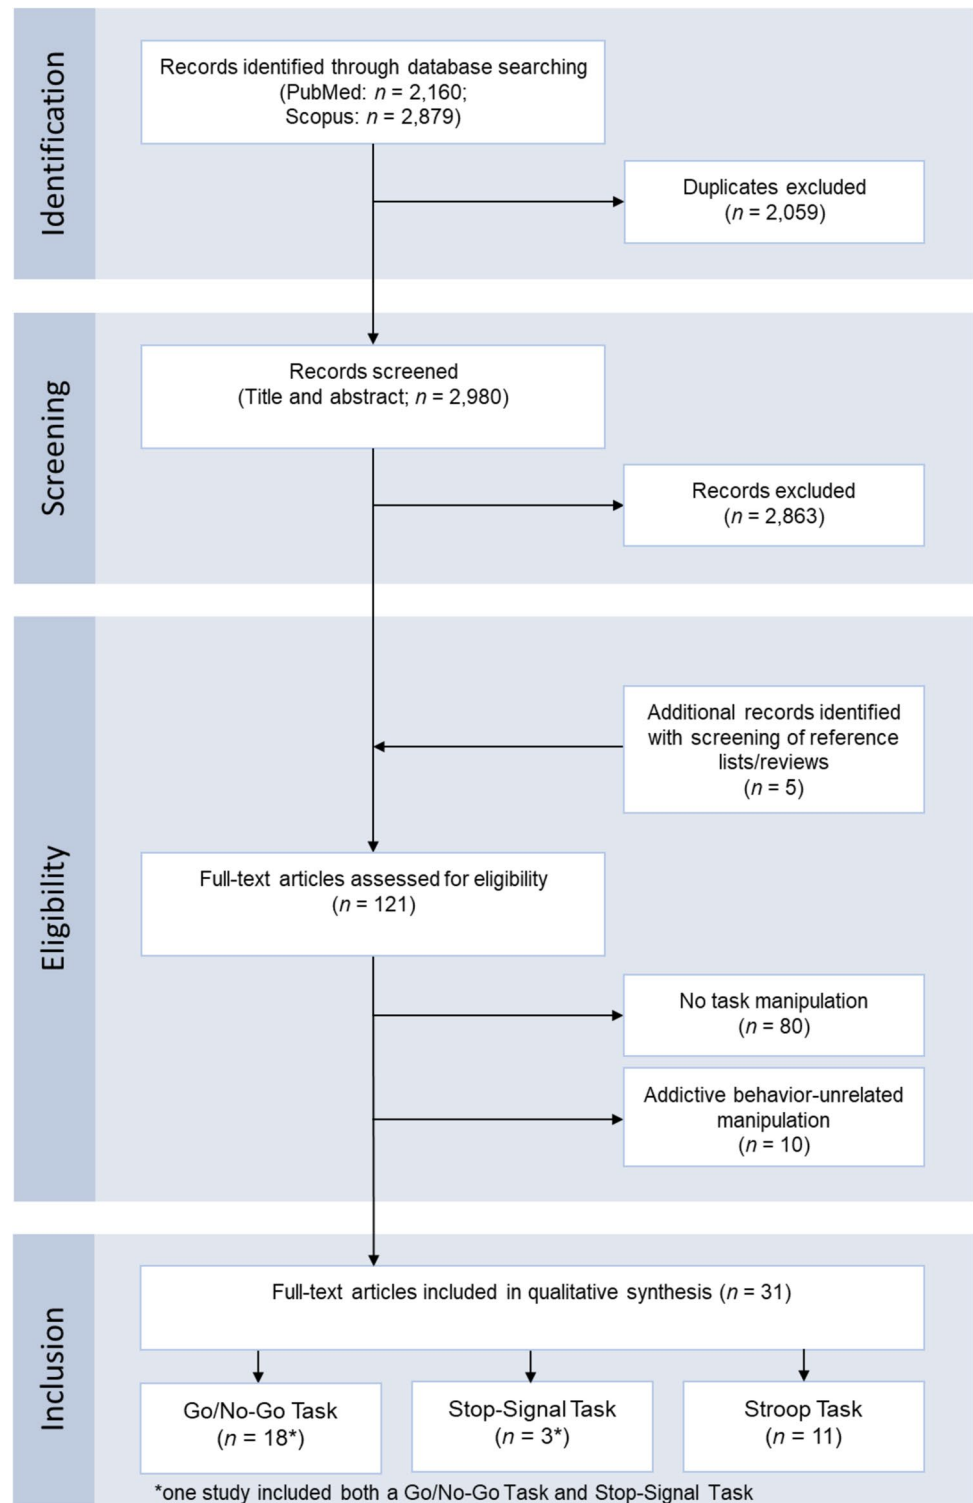 Identification
Records identified through database searching
(PubMed: n = 2,160;
Scopus: n = 2,879)
Duplicates excluded
(n = 2,059)
Screening
Records screened
(Title and abstract; n = 2,980)
Records excluded
(n = 2,863)
Eligibility
Additional records identified
with screening of reference
lists/reviews
(n = 5)
Full-text articles assessed for eligibility
(n = 121)
No task manipulation
(n = 80)
Addictive behavior-unrelated
manipulation
(n = 10)
Inclusion
Full-text articles included in qualitative synthesis (n = 31)
Go/No-Go Task
(n = 18*)
Stop-Signal Task
(n = 3*)
Stroop Task
(n = 11)
*one study included both a Go/No-Go Task and Stop-Signal Task